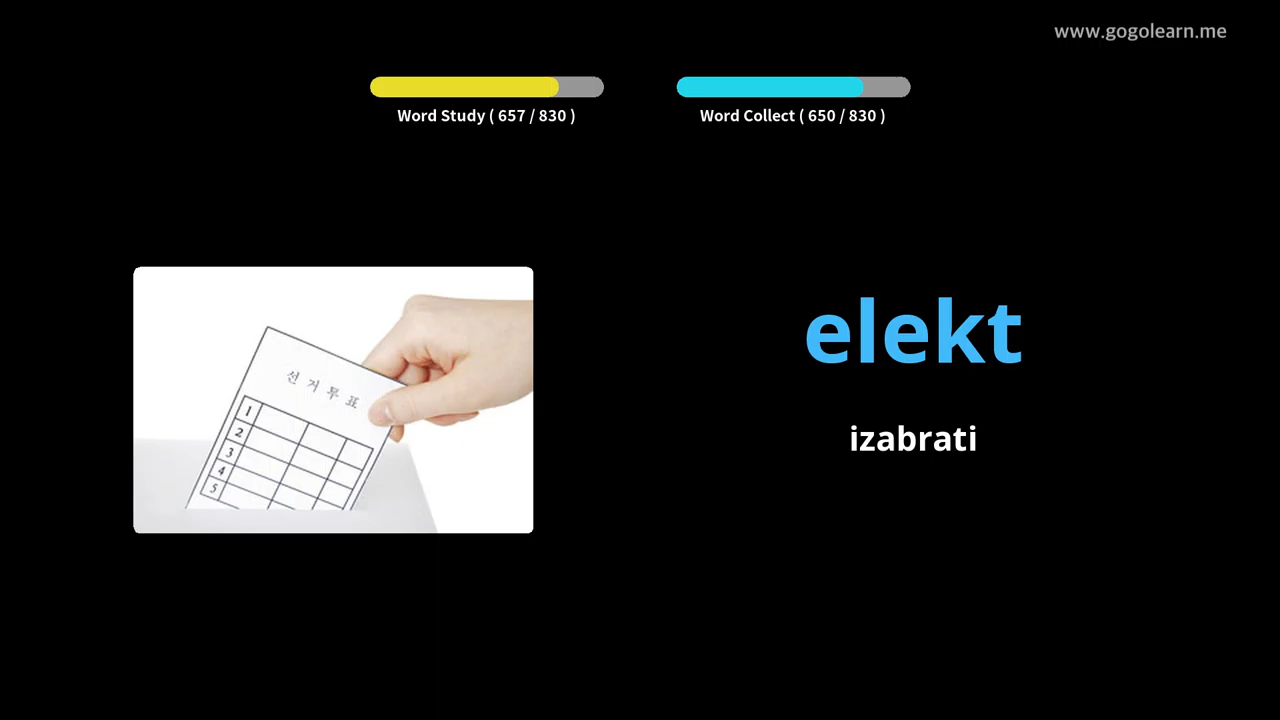 www.gogolearn.me
Word Study ( 657 / 830 )
Word Collect ( 650 / 830 )
선 거 투 표
1
2
3
4
5
elekt
izabrati